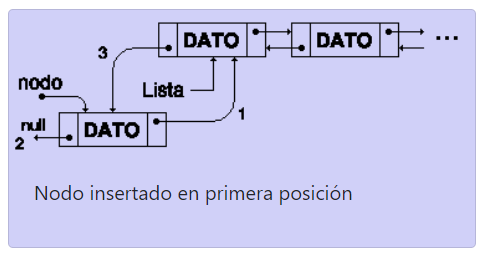 DATO DATO ...
3
nodo
Lista
1
null
DATO
2
Nodo insertado en primera posición